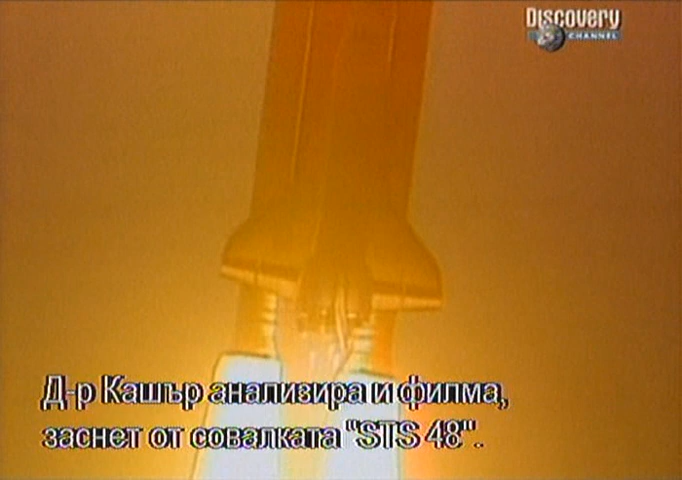 Discovery
CHANNEL
Д-р Кашър анализира и филма,
заснет от совалката "STS 48".